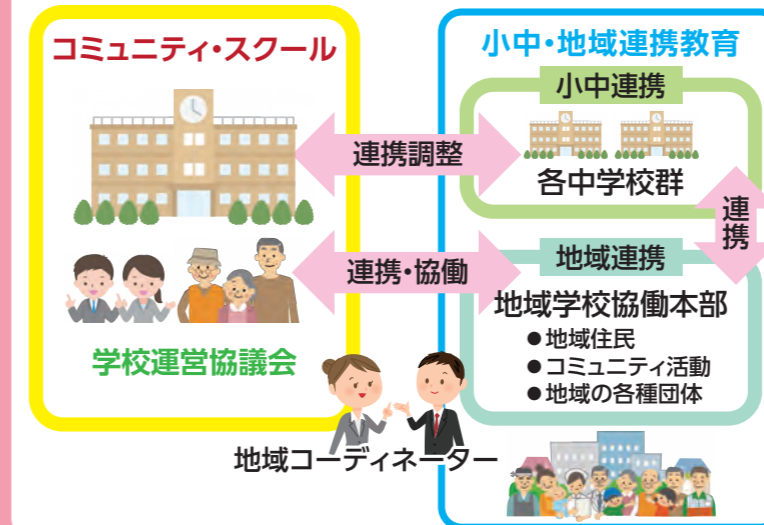 コミュニティ・スクール
学校運営協議会
連携調整
連携・協働
小中・地域連携教育
小中連携
各中学校群
連携
地域連携
地域学校協働本部
●地域住民
●コミュニティ活動
●地域の各種団体
地域コーディネーター